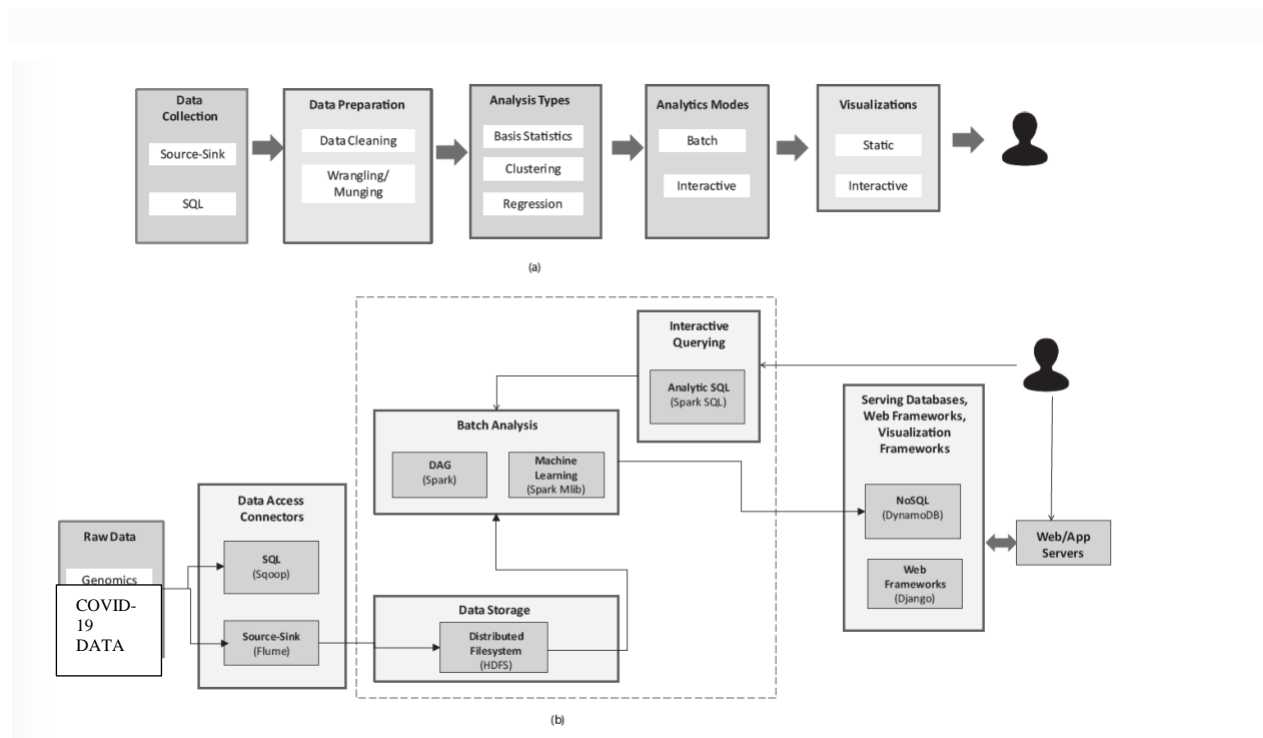 Data
Collection
Source-Sink
SQL
Data Preparation
Data Cleaning
Wrangling/
Munging
Analysis Types
Basis Statistics
Clustering
Regression
Analytics Modes
Batch
Interactive
Visualizations
Static
Interactive
(a)
Interactive
Querying
Analytic SQL
(Spark SQL)
Batch Analysis
DAG
(Spark)
Machine
Learning
(Spark Mlib)
Serving Databases,
Web Frameworks,
Visualization
Frameworks
NoSQL
(DynamoDB)
Web
Frameworks
(Django)
Web/App
Servers
Data Access
Connectors
SQL
(Sqoop)
Source-Sink
(Flume)
Raw Data
Genomics
COVID-
19
DATA
Data Storage
Distributed
Filesystem
(HDFS)
(b)